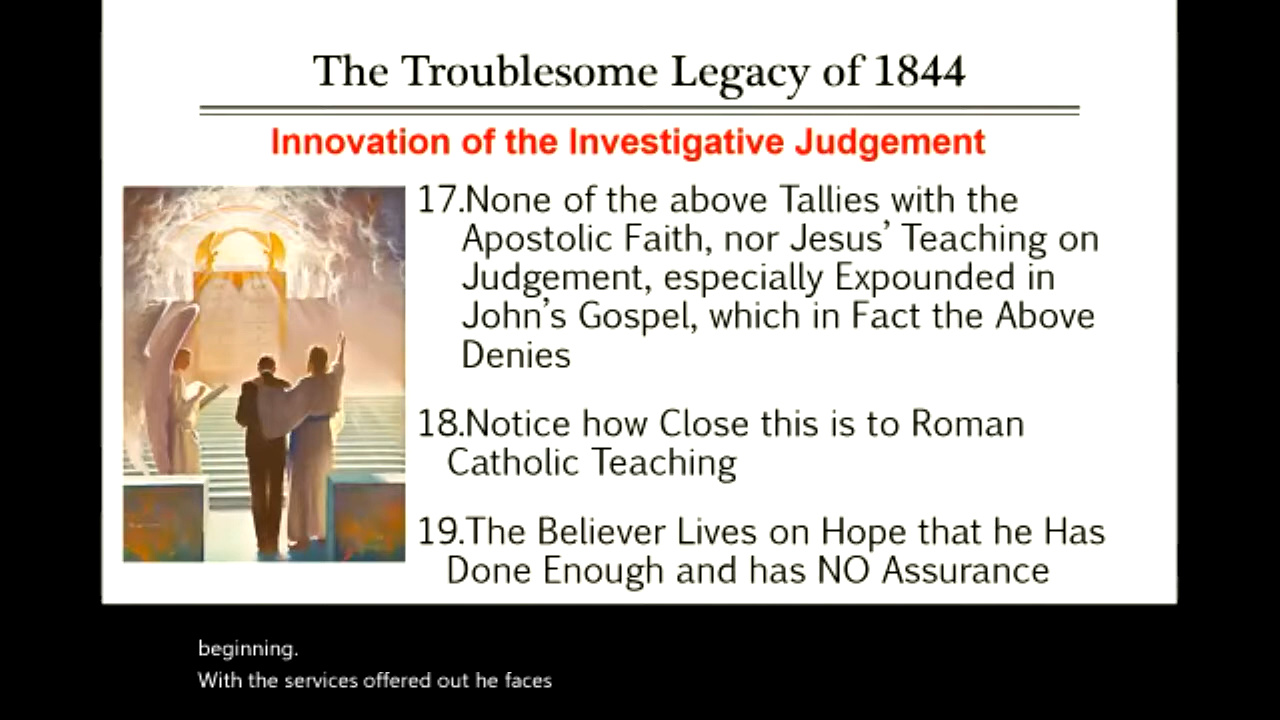 The Troublesome Legacy of 1844
Innovation of the Investigative Judgement
17.None of the above Tallies with the
Apostolic Faith, nor Jesus’ Teaching on
Judgement, especially Expounded in
John’s Gospel, which in Fact the Above
Denies
18.Notice how Close this is to Roman
Catholic Teaching
19.The Believer Lives on Hope that he Has
Done Enough and has NO Assurance
beginning.
With the services offered out he faces